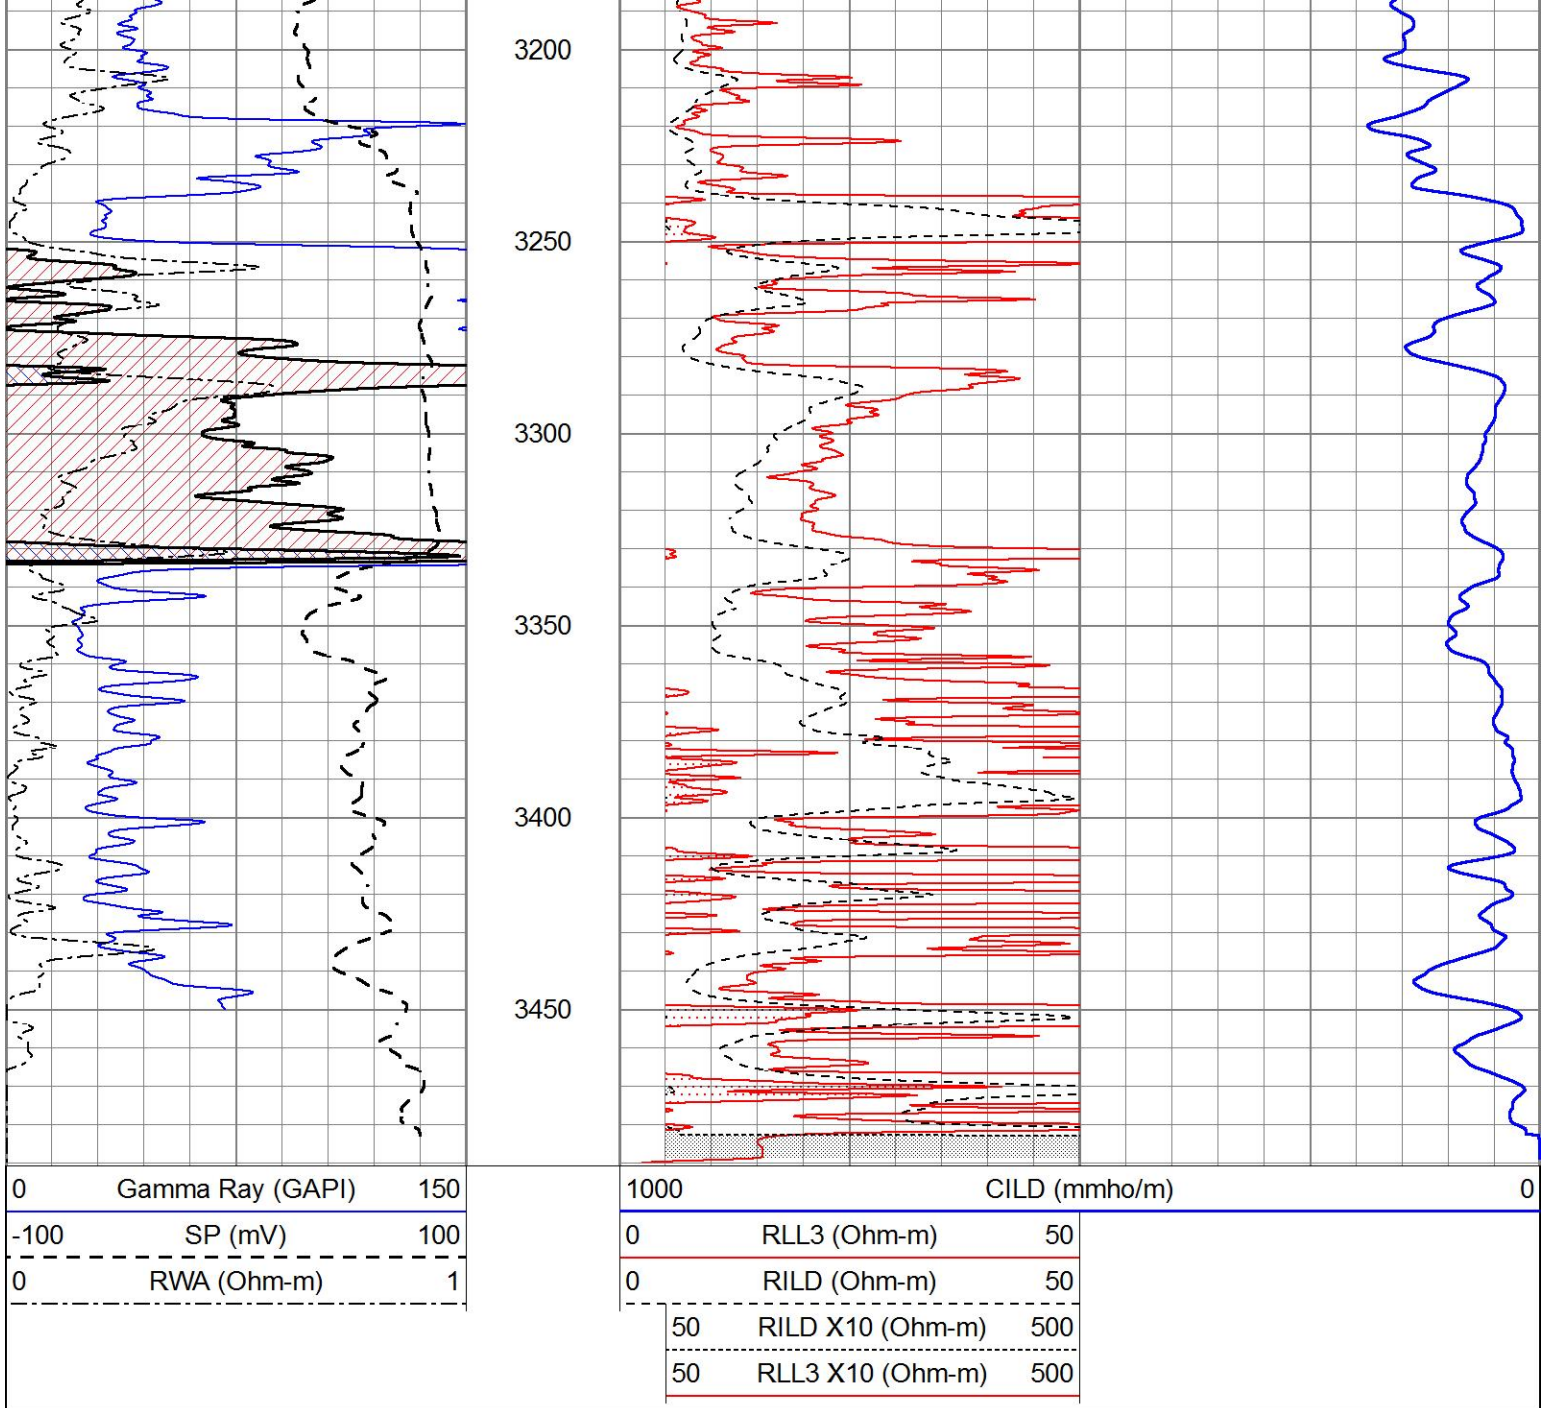 3200
3250
3300
3350
3400
3450
0 Gamma Ray (GAPI) 150
1000 CILD (mmho/m) 0
-100 SP (mV) 100
0 RLL3 (Ohm-m) 50
0 RWA (Ohm-m) 1
0 RILD (Ohm-m) 50
50 RILD X10 (Ohm-m) 500
50 RLL3 X10 (Ohm-m) 500